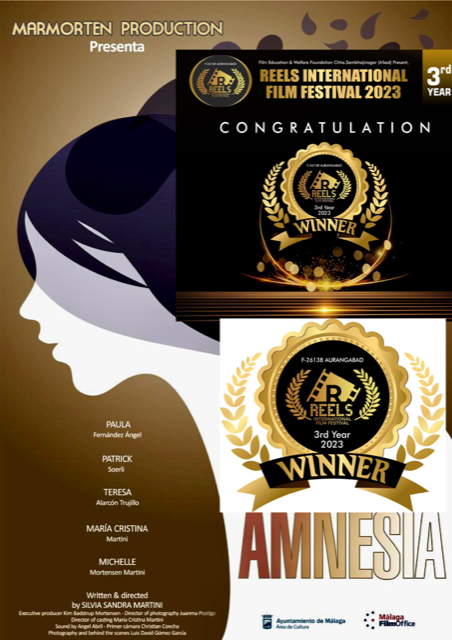 MARMORTEN PRODUCTION
Presenta
Film Education & Welfare Foundation Chha. Sambhajinagar (A'bad) Present,
REELS INTERNATIONAL
FILM FESTIVAL 2023
3rd
YEAR
CONGRATULATION
F-26138 AURANGABAD
R
REELS
3rd Year
2023
WINNER
F-26138 AURANGABAD
R
REELS
INTERNATIONAL
FILM FESTIVAL
3rd Year
2023
WINNER
PAULA
Fernández Ángel
PATRICK
Soerli
TERESA
Alarcón Trujillo
MARÍA CRISTINA
Martini
MICHELLE
Mortensen Martini
AMNESIA
Written & directed
by SILVIA SANDRA MARTINI
Executive producer Kim Badstrup Mortensen - Director of photography Juanma Postigo
Director of casting María Cristina Martini
Sound by Angel Abril - Primer cámara Christian Concha
Photography and behind the scenes Luis David Gómez García
Ayuntamiento de Málaga
Área de Cultura
Málaga
FilmOffice